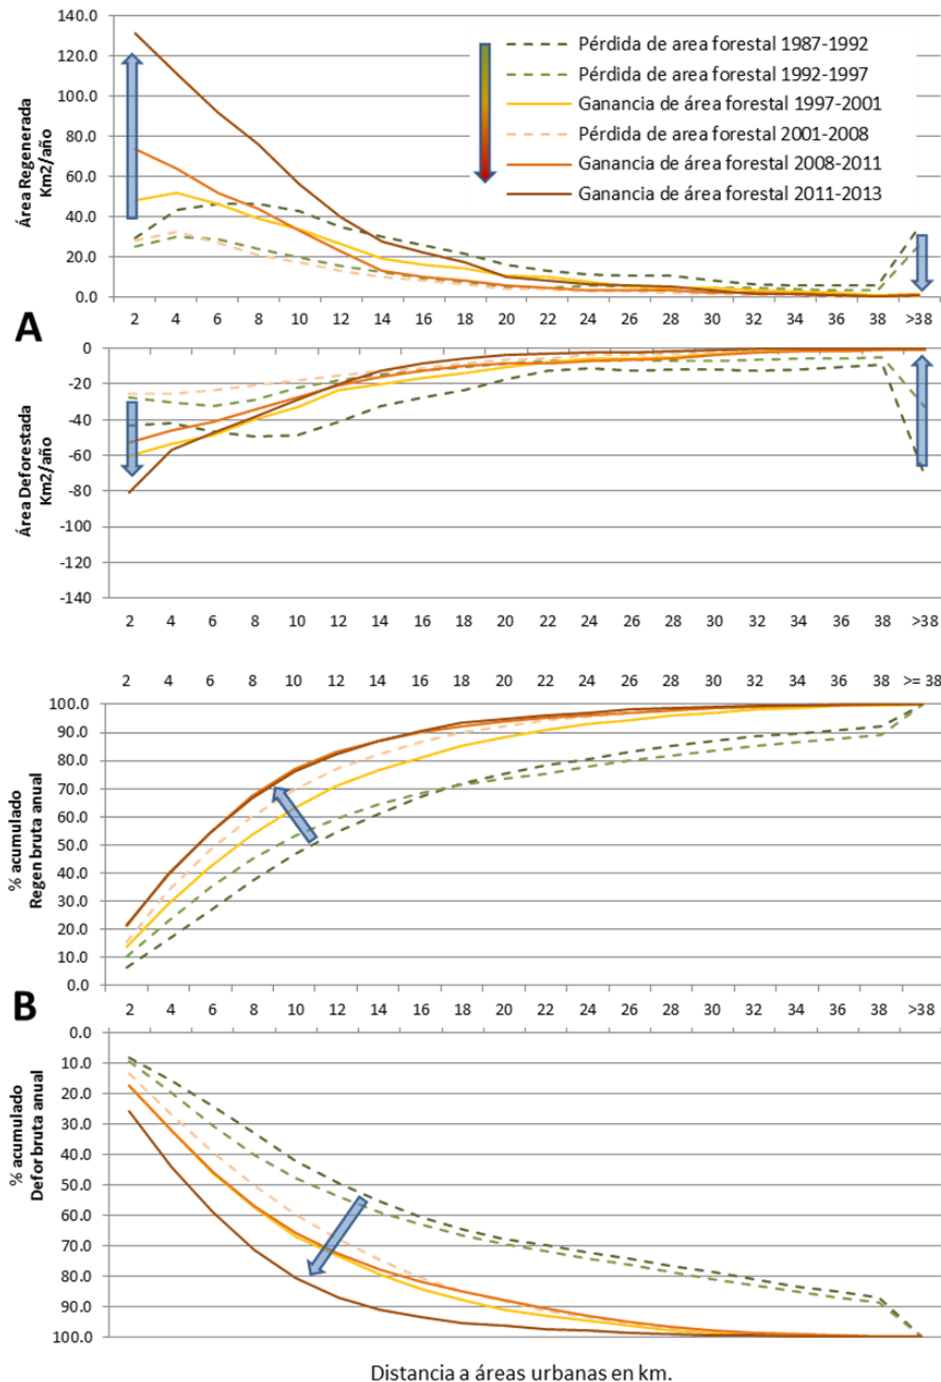 140.0
120.0
100.0
80.0
60.0
40.0
20.0
0.0
Área Regenerada
Km2/año
Pérdida de area forestal 1987-1992
Pérdida de area forestal 1992-1997
Ganancia de área forestal 1997-2001
Pérdida de area forestal 2001-2008
Ganancia de área forestal 2008-2011
Ganancia de área forestal 2011-2013
2 4 6 8 10 12 14 16 18 20 22 24 26 28 30 32 34 36 38 >38
A
0
-20
-40
-60
-80
-100
-120
-140
Área Deforestada
Km2/año
2 4 6 8 10 12 14 16 18 20 22 24 26 28 30 32 34 36 38 >38
2 4 6 8 10 12 14 16 18 20 22 24 26 28 30 32 34 36 38 >= 38
100.0
90.0
80.0
70.0
60.0
50.0
40.0
30.0
20.0
10.0
0.0
% acumulado
Regen bruta anual
B
2 4 6 8 10 12 14 16 18 20 22 24 26 28 30 32 34 36 38 >38
0.0
10.0
20.0
30.0
40.0
50.0
60.0
70.0
80.0
90.0
100.0
% acumulado
Defor bruta anual
Distancia a áreas urbanas en km.